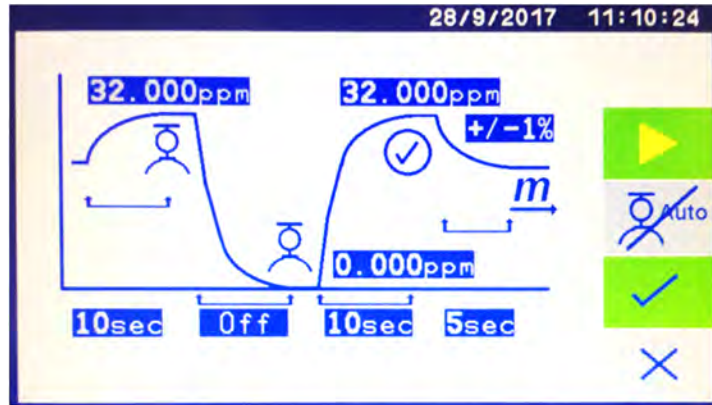 28/9/2017 11:10:24
32.000ppm 32.000ppm
+/-1%
Auto
m
0.000ppm
10sec Off 10sec 5sec